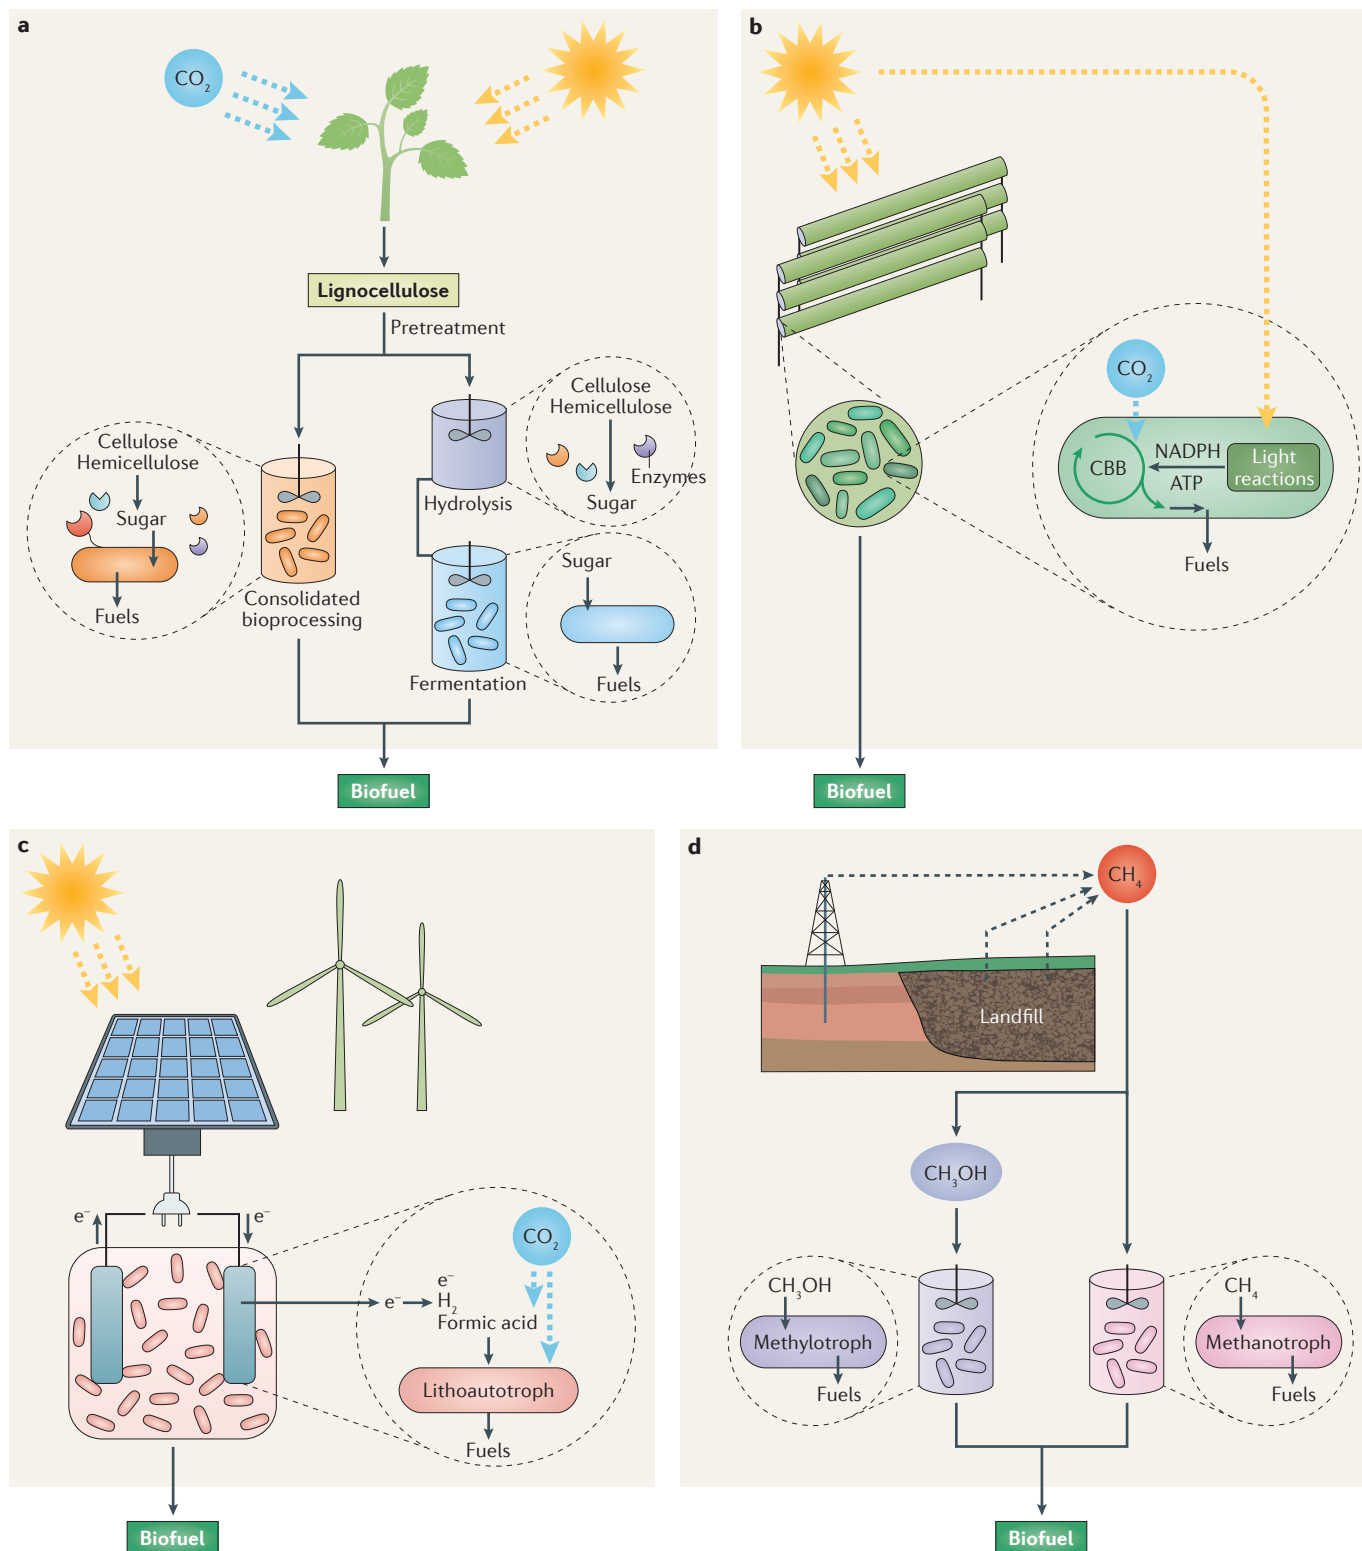 a
CO₂
Lignocellulose
Pretreatment
Cellulose
Hemicellulose
Sugar
Fuels
Consolidated
bioprocessing
Hydrolysis
Cellulose
Hemicellulose
Enzymes
Sugar
Fermentation
Sugar
Fuels
Biofuel
b
CO₂
CBB
NADPH
ATP
Light
reactions
Fuels
Biofuel
c
e⁻
e⁻
CO₂
e⁻
e⁻
H₂
Formic acid
Lithoautotroph
Fuels
Biofuel
d
CH₄
Landfill
CH₃OH
CH₃OH
Methylotroph
Fuels
CH₄
Methanotroph
Fuels
Biofuel